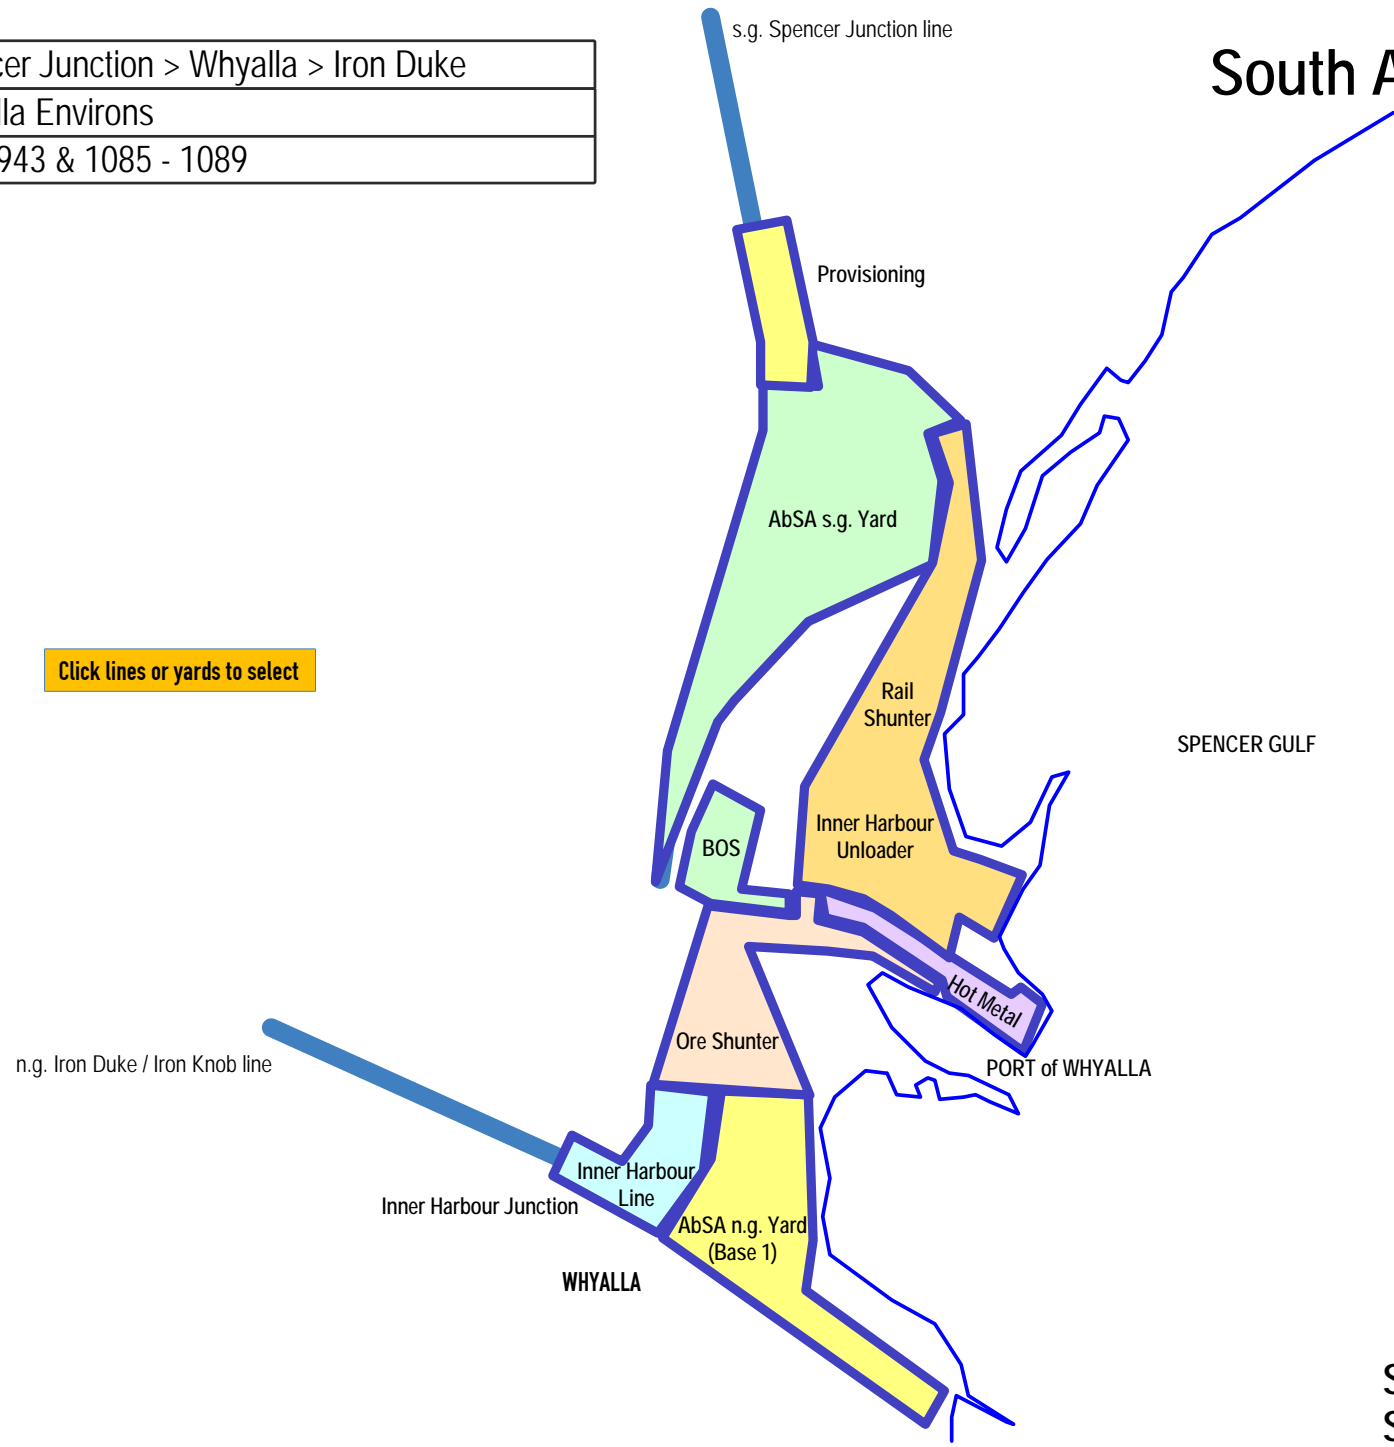 s.g. Spencer Junction line
cer Junction > Whyalla > Iron Duke
South A
lla Environs
943 & 1085 - 1089
Provisioning
AbSA s.g. Yard
Click lines or yards to select
Rail
Shunter
SPENCER GULF
Inner Harbour
Unloader
BOS
Hot Metal
Ore Shunter
n.g. Iron Duke / Iron Knob line
PORT of WHYALLA
Inner Harbour
Line
Inner Harbour Junction
AbSA n.g. Yard
(Base 1)
WHYALLA
S
S